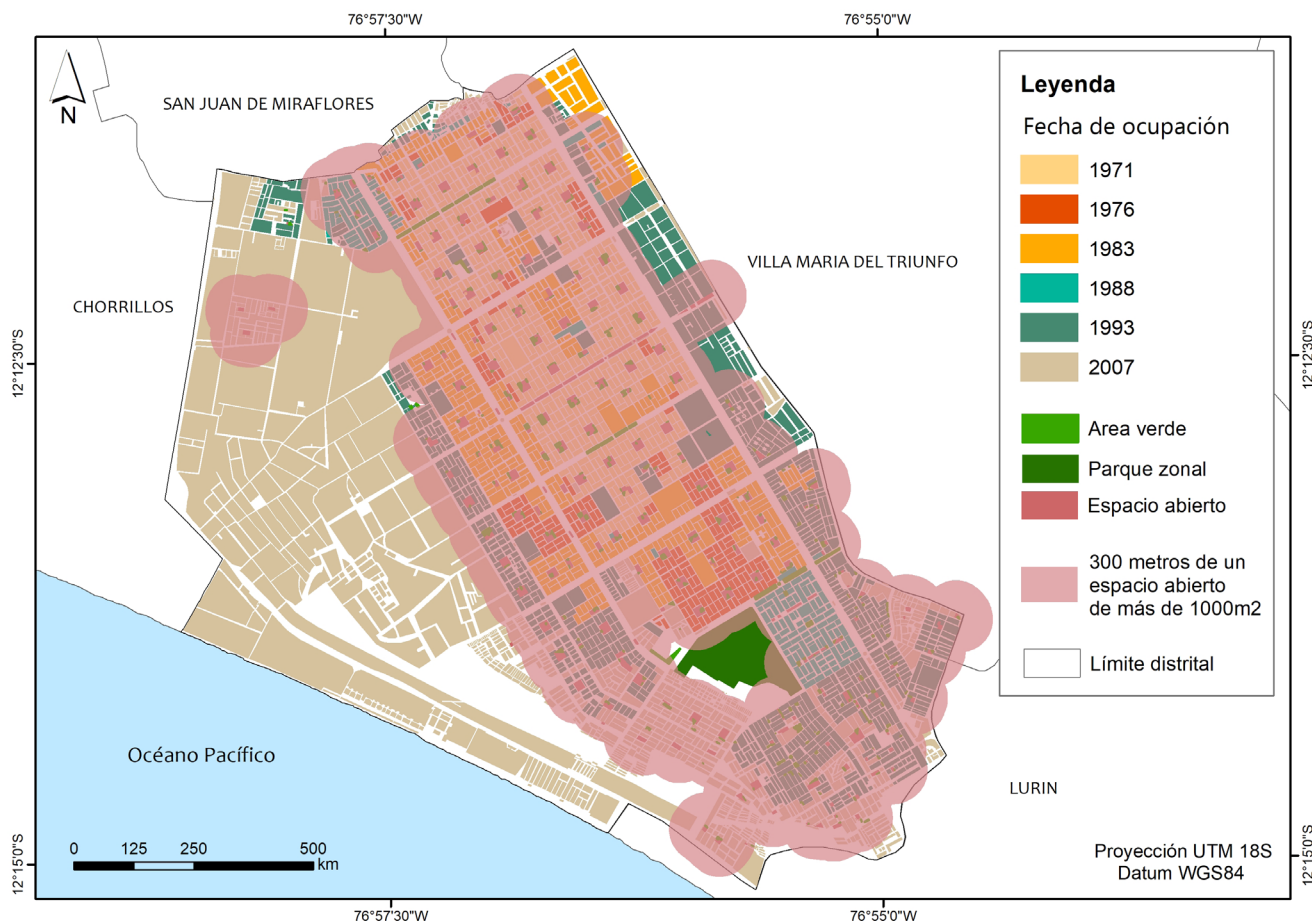 76°57'30"W
76°55'0"W
N
SAN JUAN DE MIRAFLORES
VILLA MARIA DEL TRIUNFO
CHORRILLOS
12°12'30"S
12°12'30"S
Leyenda
Fecha de ocupación
1971
1976
1983
1988
1993
2007
Area verde
Parque zonal
Espacio abierto
300 metros de un
espacio abierto
de más de 1000m2
Límite distrital
Océano Pacífico
LURIN
0 125 250 500
km
Proyección UTM 18S
Datum WGS84
12°15'0"S
12°15'0"S
76°57'30"W
76°55'0"W